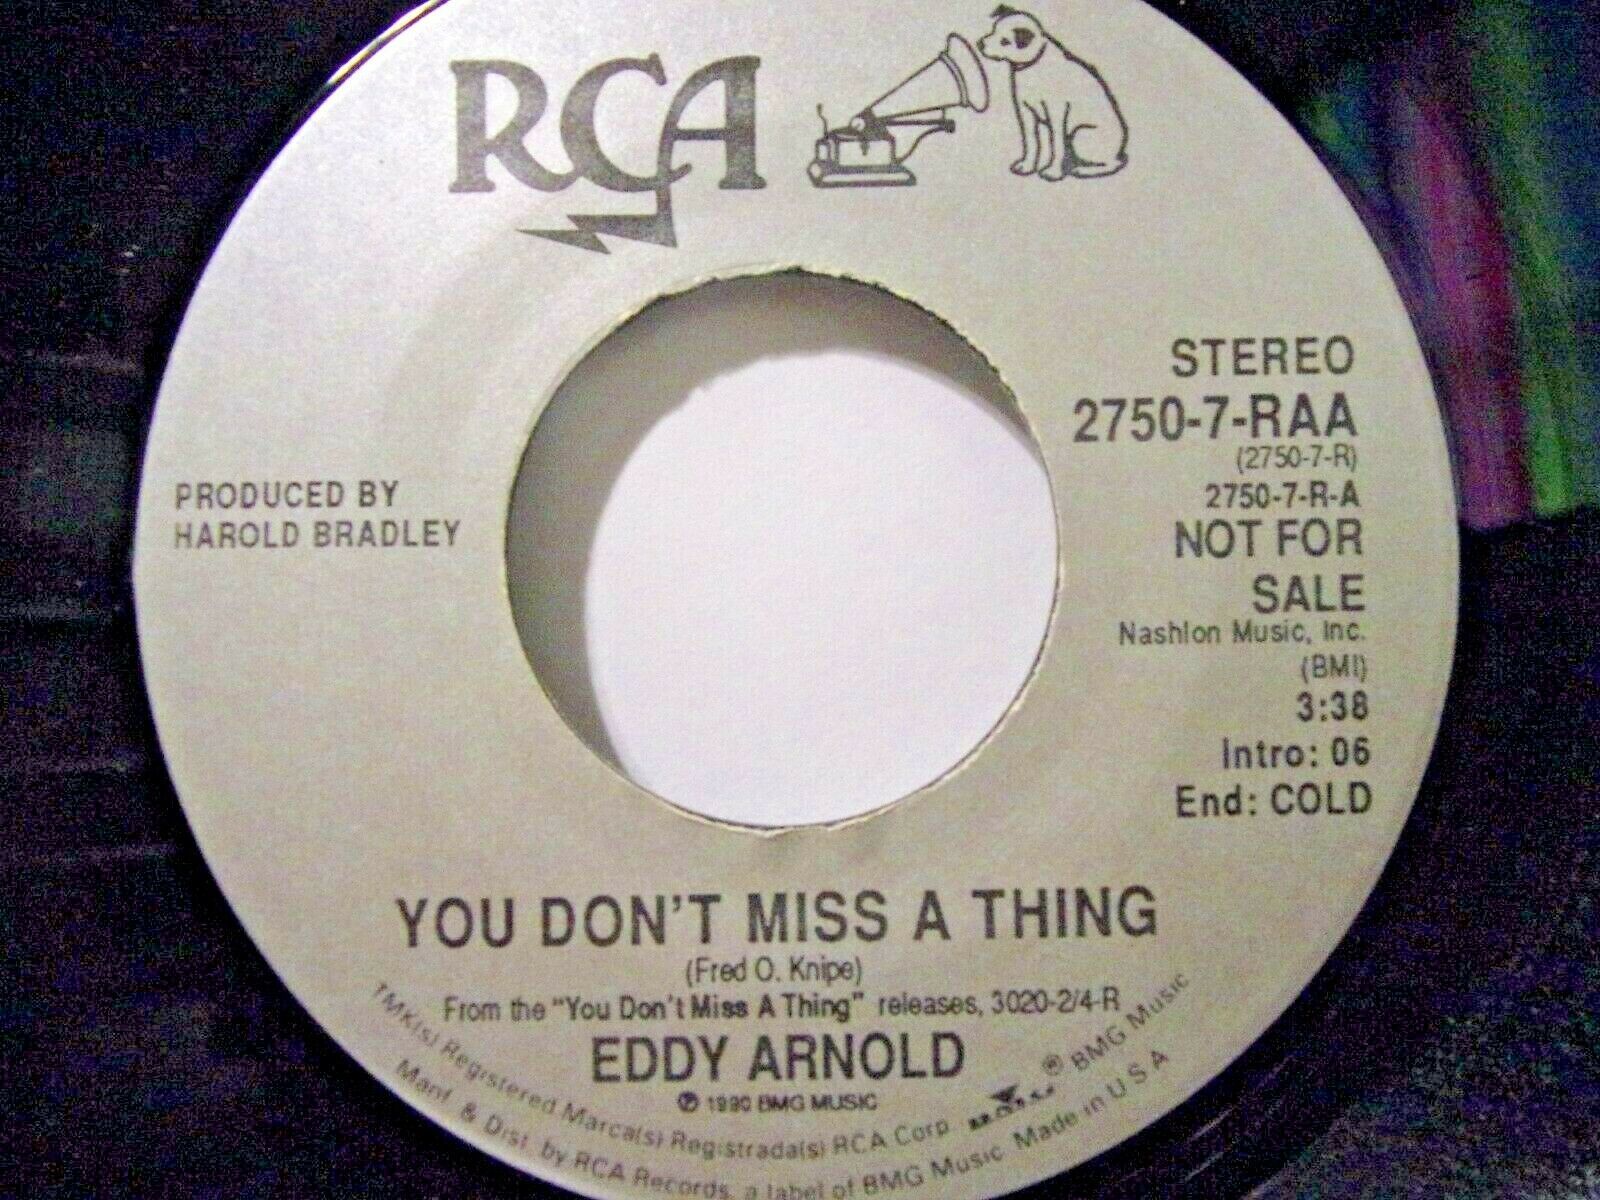 RCA
STEREO
2750-7-RAA
(2750-7-R)
2750-7-R-A
NOT FOR
SALE
Nashlon Music, Inc.
(BMI)
3:38
Intro: 06
End: COLD
PRODUCED BY
HAROLD BRADLEY
YOU DON'T MISS A THING
(Fred O. Knipe)
From the "You Don't Miss A Thing" releases, 3020-2/4-R
EDDY ARNOLD
℗ 1990 BMG MUSIC
TMK(s) Registered Marca(s) Registrada(s) RCA Corp. ® BMG Music
Manf. & Dist. by RCA Records, a label of BMG Music Made in U.S.A